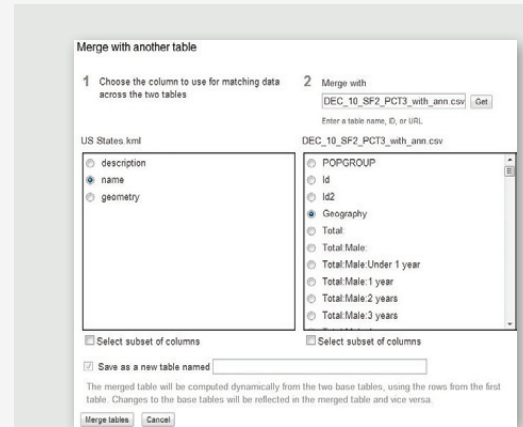 Merge with another table
1 Choose the column to use for matching data
across the two tables
2 Merge with
DEC_10_SF2_PCT3_with_ann.csv Get
Enter a table name, ID, or URL
US States.kml
description
name
geometry
Select subset of columns
DEC_10_SF2_PCT3_with_ann.csv
POPGROUP
Id
Id2
Geography
Total:
Total:Male:
Total:Male:Under 1 year
Total:Male:1 year
Total:Male:2 years
Total:Male:3 years
Select subset of columns
Save as a new table named
The merged table will be computed dynamically from the two base tables, using the rows from the first
table. Changes to the base tables will be reflected in the merged table and vice versa.
Merge tables Cancel